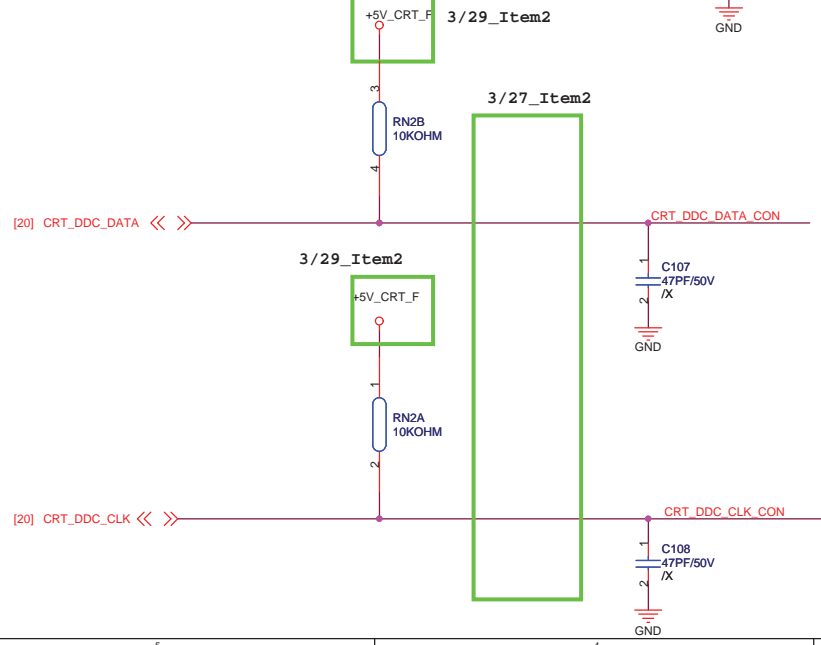 +5V_CRT_F
3/29_Item2
GND
3/27_Item2
3
RN2B
10KOHM
4
[20] CRT_DDC_DATA
CRT_DDC_DATA_CON
3/29_Item2
1
C107
47PF/50V
/X
2
GND
+5V_CRT_F
1
RN2A
10KOHM
2
[20] CRT_DDC_CLK
CRT_DDC_CLK_CON
1
C108
47PF/50V
/X
2
GND